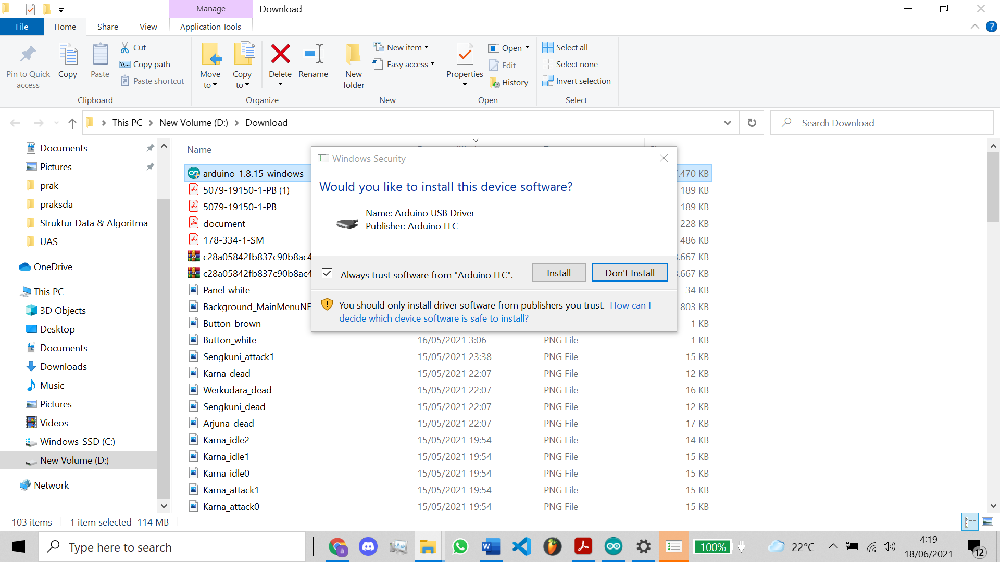 Manage
Download
File
Home
Share
View
Application Tools
Pin to Quick access
Copy
Paste
Cut
Copy path
Paste shortcut
Clipboard
Move to
Copy to
Delete
Rename
Organize
New folder
New item
Easy access
New
Properties
Open
Edit
History
Open
Select all
Select none
Invert selection
Select
This PC
New Volume (D:)
Download
Search Download
Documents
Pictures
prak
praksda
Struktur Data & Algoritma
UAS
OneDrive
This PC
3D Objects
Desktop
Documents
Downloads
Music
Pictures
Videos
Windows-SSD (C:)
New Volume (D:)
Network
Name
arduino-1.8.15-windows .470 KB
5079-19150-1-PB (1) 189 KB
5079-19150-1-PB 189 KB
document 228 KB
178-334-1-SM 486 KB
c28a05842fb837c90b8ac4 .667 KB
c28a05842fb837c90b8ac4 .667 KB
Panel_white 34 KB
Background_MainMenuNE 803 KB
Button_brown 1 KB
Button_white 16/05/2021 3:06 PNG File 1 KB
Sengkuni_attack1 15/05/2021 23:38 PNG File 15 KB
Karna_dead 15/05/2021 22:07 PNG File 12 KB
Werkudara_dead 15/05/2021 22:07 PNG File 16 KB
Sengkuni_dead 15/05/2021 22:07 PNG File 12 KB
Arjuna_dead 15/05/2021 22:07 PNG File 17 KB
Karna_idle2 15/05/2021 19:54 PNG File 14 KB
Karna_idle1 15/05/2021 19:54 PNG File 15 KB
Karna_idle0 15/05/2021 19:54 PNG File 15 KB
Karna_attack1 15/05/2021 19:54 PNG File 15 KB
Karna_attack0 15/05/2021 19:54 PNG File 15 KB
Windows Security
Would you like to install this device software?
Name: Arduino USB Driver
Publisher: Arduino LLC
Always trust software from "Arduino LLC".
Install
Don't Install
You should only install driver software from publishers you trust. How can I
decide which device software is safe to install?
103 items 1 item selected 114 MB
Type here to search
a
100%
22°C
4:19
18/06/2021
12